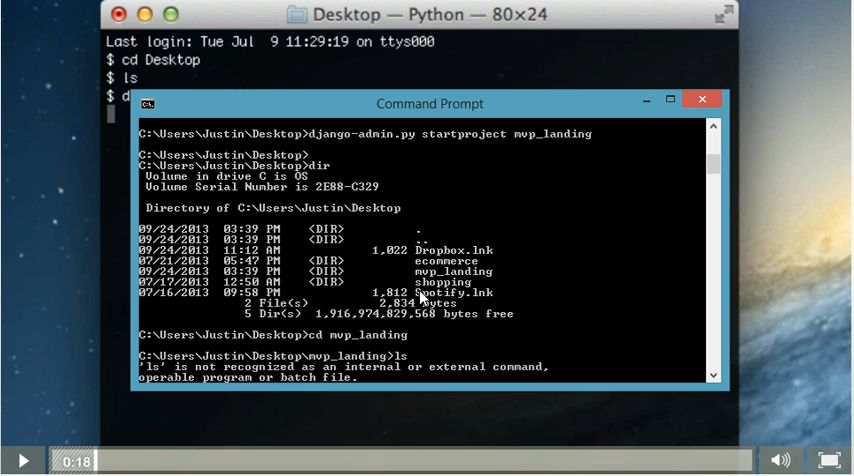 Desktop — Python — 80×24
Last login: Tue Jul  9 11:29:19 on ttys000
$ cd Desktop
$ ls
$ d
C:\.
Command Prompt
C:\Users\Justin\Desktop>django-admin.py startproject mvp_landing
C:\Users\Justin\Desktop>
C:\Users\Justin\Desktop>dir
Volume in drive C is OS
Volume Serial Number is 2E88-C329
Directory of C:\Users\Justin\Desktop
09/24/2013  03:39 PM    <DIR>          .
09/24/2013  03:39 PM    <DIR>          ..
09/24/2013  11:12 AM             1,022 Dropbox.lnk
07/21/2013  05:47 PM    <DIR>          ecommerce
09/24/2013  03:39 PM    <DIR>          mvp_landing
07/17/2013  12:50 AM    <DIR>          shopping
07/16/2013  09:58 PM             1,812 Spotify.lnk
2 File(s)          2,834 bytes
5 Dir(s)  1,916,974,829,568 bytes free
C:\Users\Justin\Desktop>cd mvp_landing
C:\Users\Justin\Desktop\mvp_landing>ls
'ls' is not recognized as an internal or external command,
operable program or batch file.
0:18